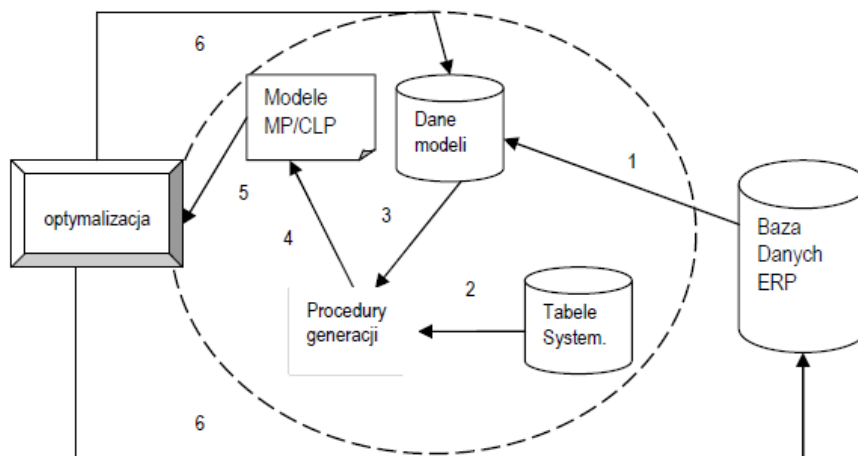 6
Modele
MP/CLP
Dane
modeli
1
optymalizacja
5
4
3
Baza
Danych
ERP
Procedury
generacji
2
Tabele
System.
6